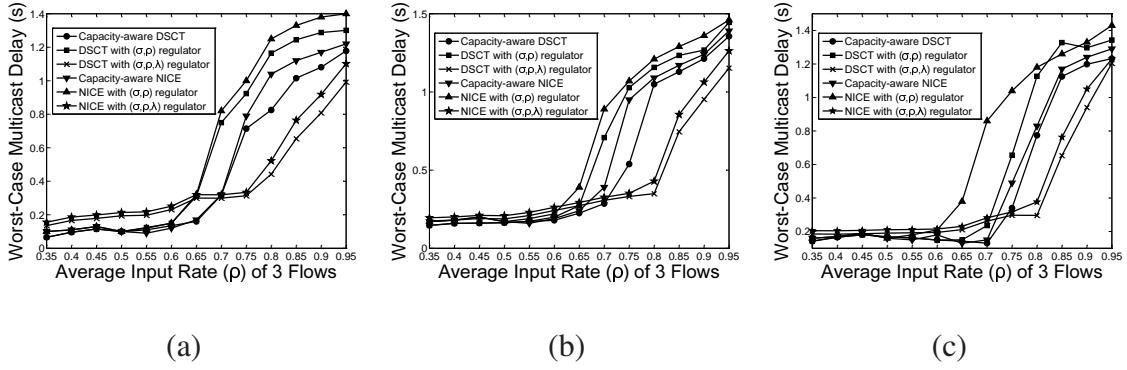 Worst-Case Multicast Delay (s)
1.4
1.2
1
0.8
0.6
0.4
0.2
0
Capacity-aware DSCT
DSCT with (σ,ρ) regulator
DSCT with (σ,ρ,λ) regulator
Capacity-aware NICE
NICE with (σ,ρ) regulator
NICE with (σ,ρ,λ) regulator
0.35 0.4 0.45 0.5 0.55 0.6 0.65 0.7 0.75 0.8 0.85 0.9 0.95
Average Input Rate (ρ) of 3 Flows
(a)
Worst-Case Multicast Delay (s)
1.5
1
0.5
0
Capacity-aware DSCT
DSCT with (σ,ρ) regulator
DSCT with (σ,ρ,λ) regulator
Capacity-aware NICE
NICE with (σ,ρ) regulator
NICE with (σ,ρ,λ) regulator
0.35 0.4 0.45 0.5 0.55 0.6 0.65 0.7 0.75 0.8 0.85 0.9 0.95
Average Input Rate (ρ) of 3 Flows
(b)
Worst-Case Multicast Delay (s)
1.4
1.2
1
0.8
0.6
0.4
0.2
Capacity-aware DSCT
DSCT with (σ,ρ) regulator
DSCT with (σ,ρ,λ) regulator
Capacity-aware NICE
NICE with (σ,ρ) regulator
NICE with (σ,ρ,λ) regulator
0.35 0.4 0.45 0.5 0.55 0.6 0.65 0.7 0.75 0.8 0.85 0.9 0.95
Average Input Rate (ρ) of 3 Flows
(c)